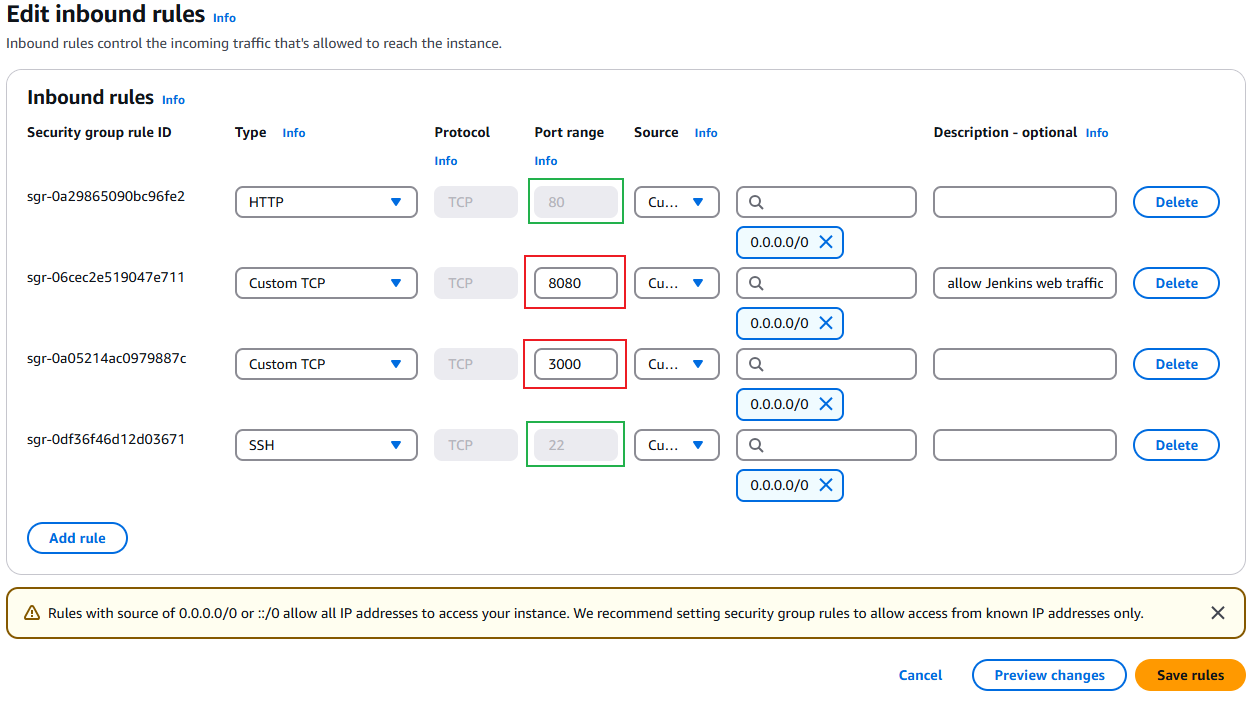 Edit inbound rules Info
Inbound rules control the incoming traffic that's allowed to reach the instance.
Inbound rules Info
Security group rule ID Type Info Protocol Info Port range Info Source Info Description - optional Info
sgr-0a29865090bc96fe2 HTTP TCP 80 Cu... Delete
0.0.0.0/0
sgr-06cec2e519047e711 Custom TCP TCP 8080 Cu... allow Jenkins web traffic Delete
0.0.0.0/0
sgr-0a05214ac0979887c Custom TCP TCP 3000 Cu... Delete
0.0.0.0/0
sgr-0df36f46d12d03671 SSH TCP 22 Cu... Delete
0.0.0.0/0
Add rule
Rules with source of 0.0.0.0/0 or ::/0 allow all IP addresses to access your instance. We recommend setting security group rules to allow access from known IP addresses only.
Cancel Preview changes Save rules